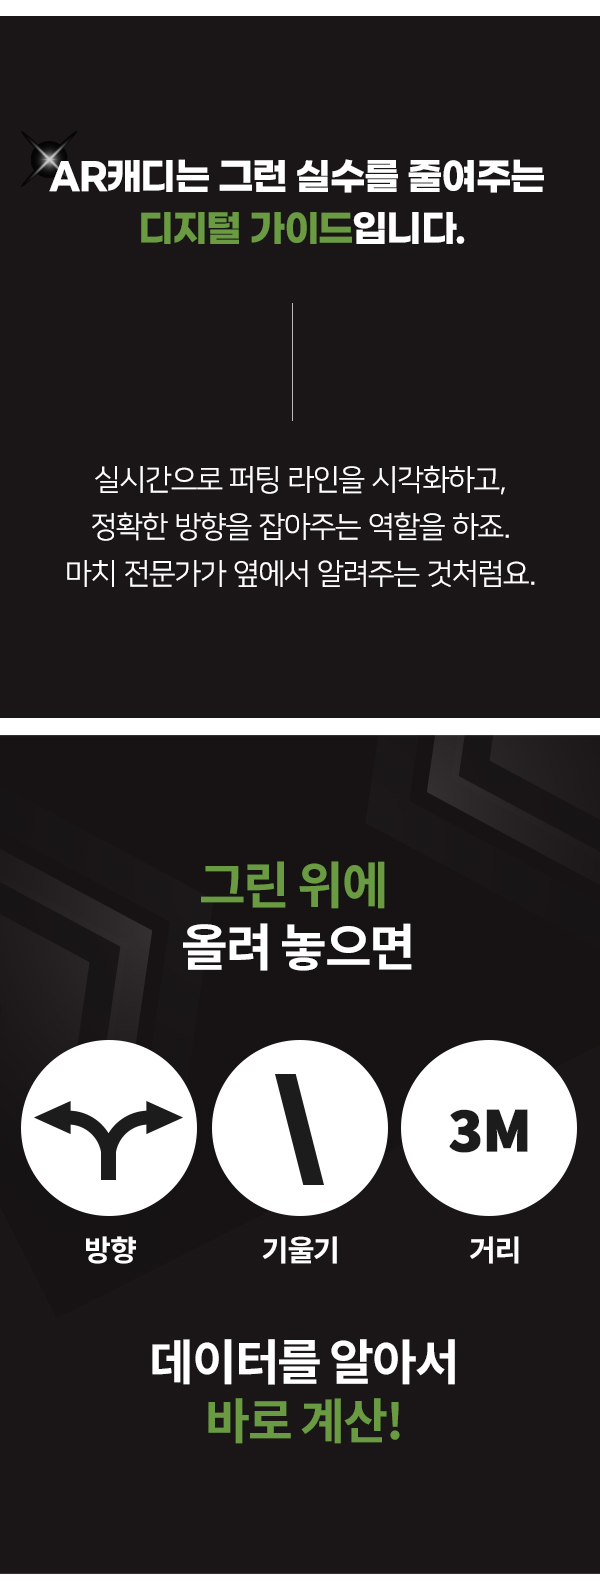 AR캐디는 그런 실수를 줄여주는
디지털 가이드입니다.
실시간으로 퍼팅 라인을 시각화하고,
정확한 방향을 잡아주는 역할을 하죠.
마치 전문가가 옆에서 알려주는 것처럼요.
그린 위에
올려 놓으면
3M
방향 기울기 거리
데이터를 알아서
바로 계산!